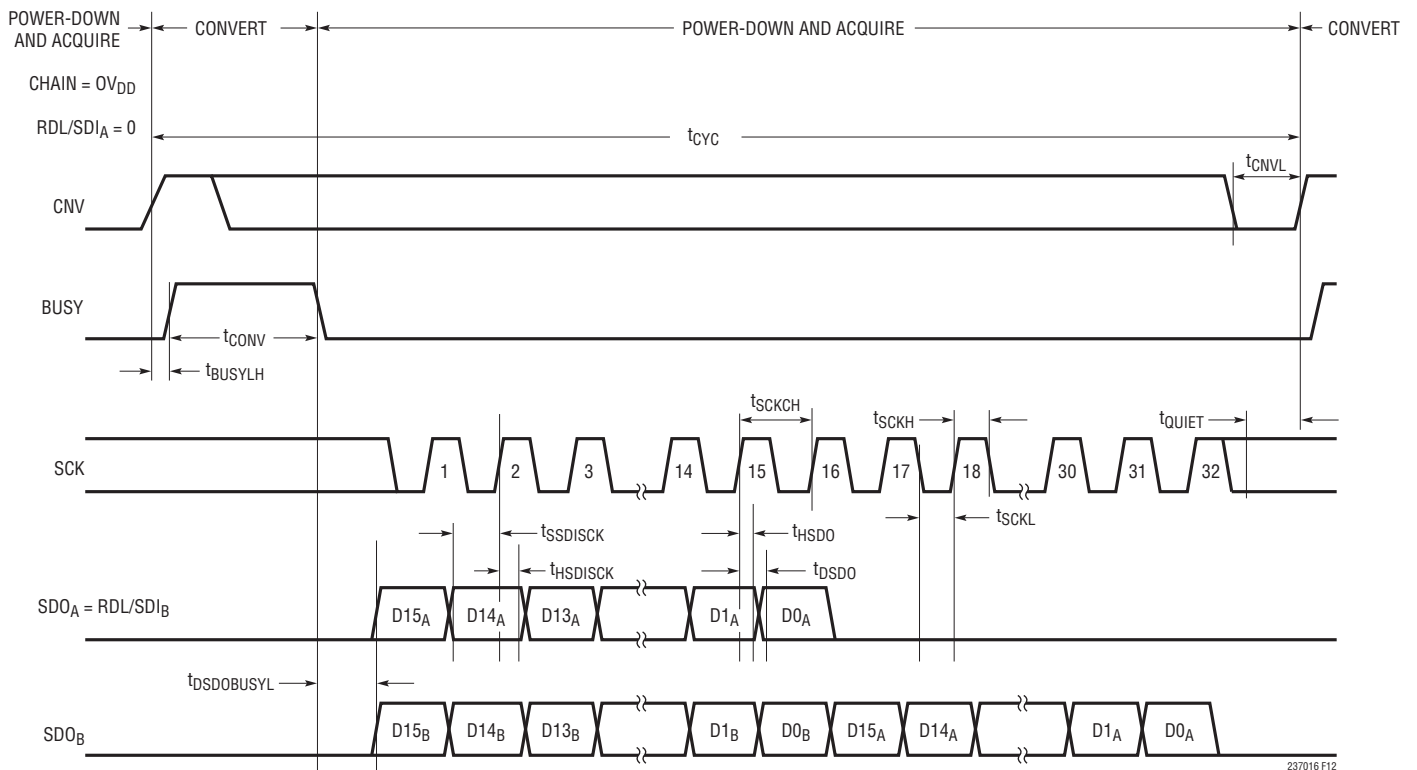 POWER-DOWN
AND ACQUIRE
CONVERT
POWER-DOWN AND ACQUIRE
CONVERT
CHAIN = OVDD
RDL/SDIA = 0
tCYC
tCNVL
CNV
BUSY
tCONV
tBUSYLH
tSCKCH
tSCKH
tQUIET
SCK
1 2 3 14 15 16 17 18 30 31 32
tSSDISCK
tHSDO
tSCKL
tHSDISCK
tDSDO
SDOA = RDL/SDIB
D15A D14A D13A D1A D0A
tDSDOBUSYL
SDOB
D15B D14B D13B D1B D0B D15A D14A D1A D0A
237016 F12